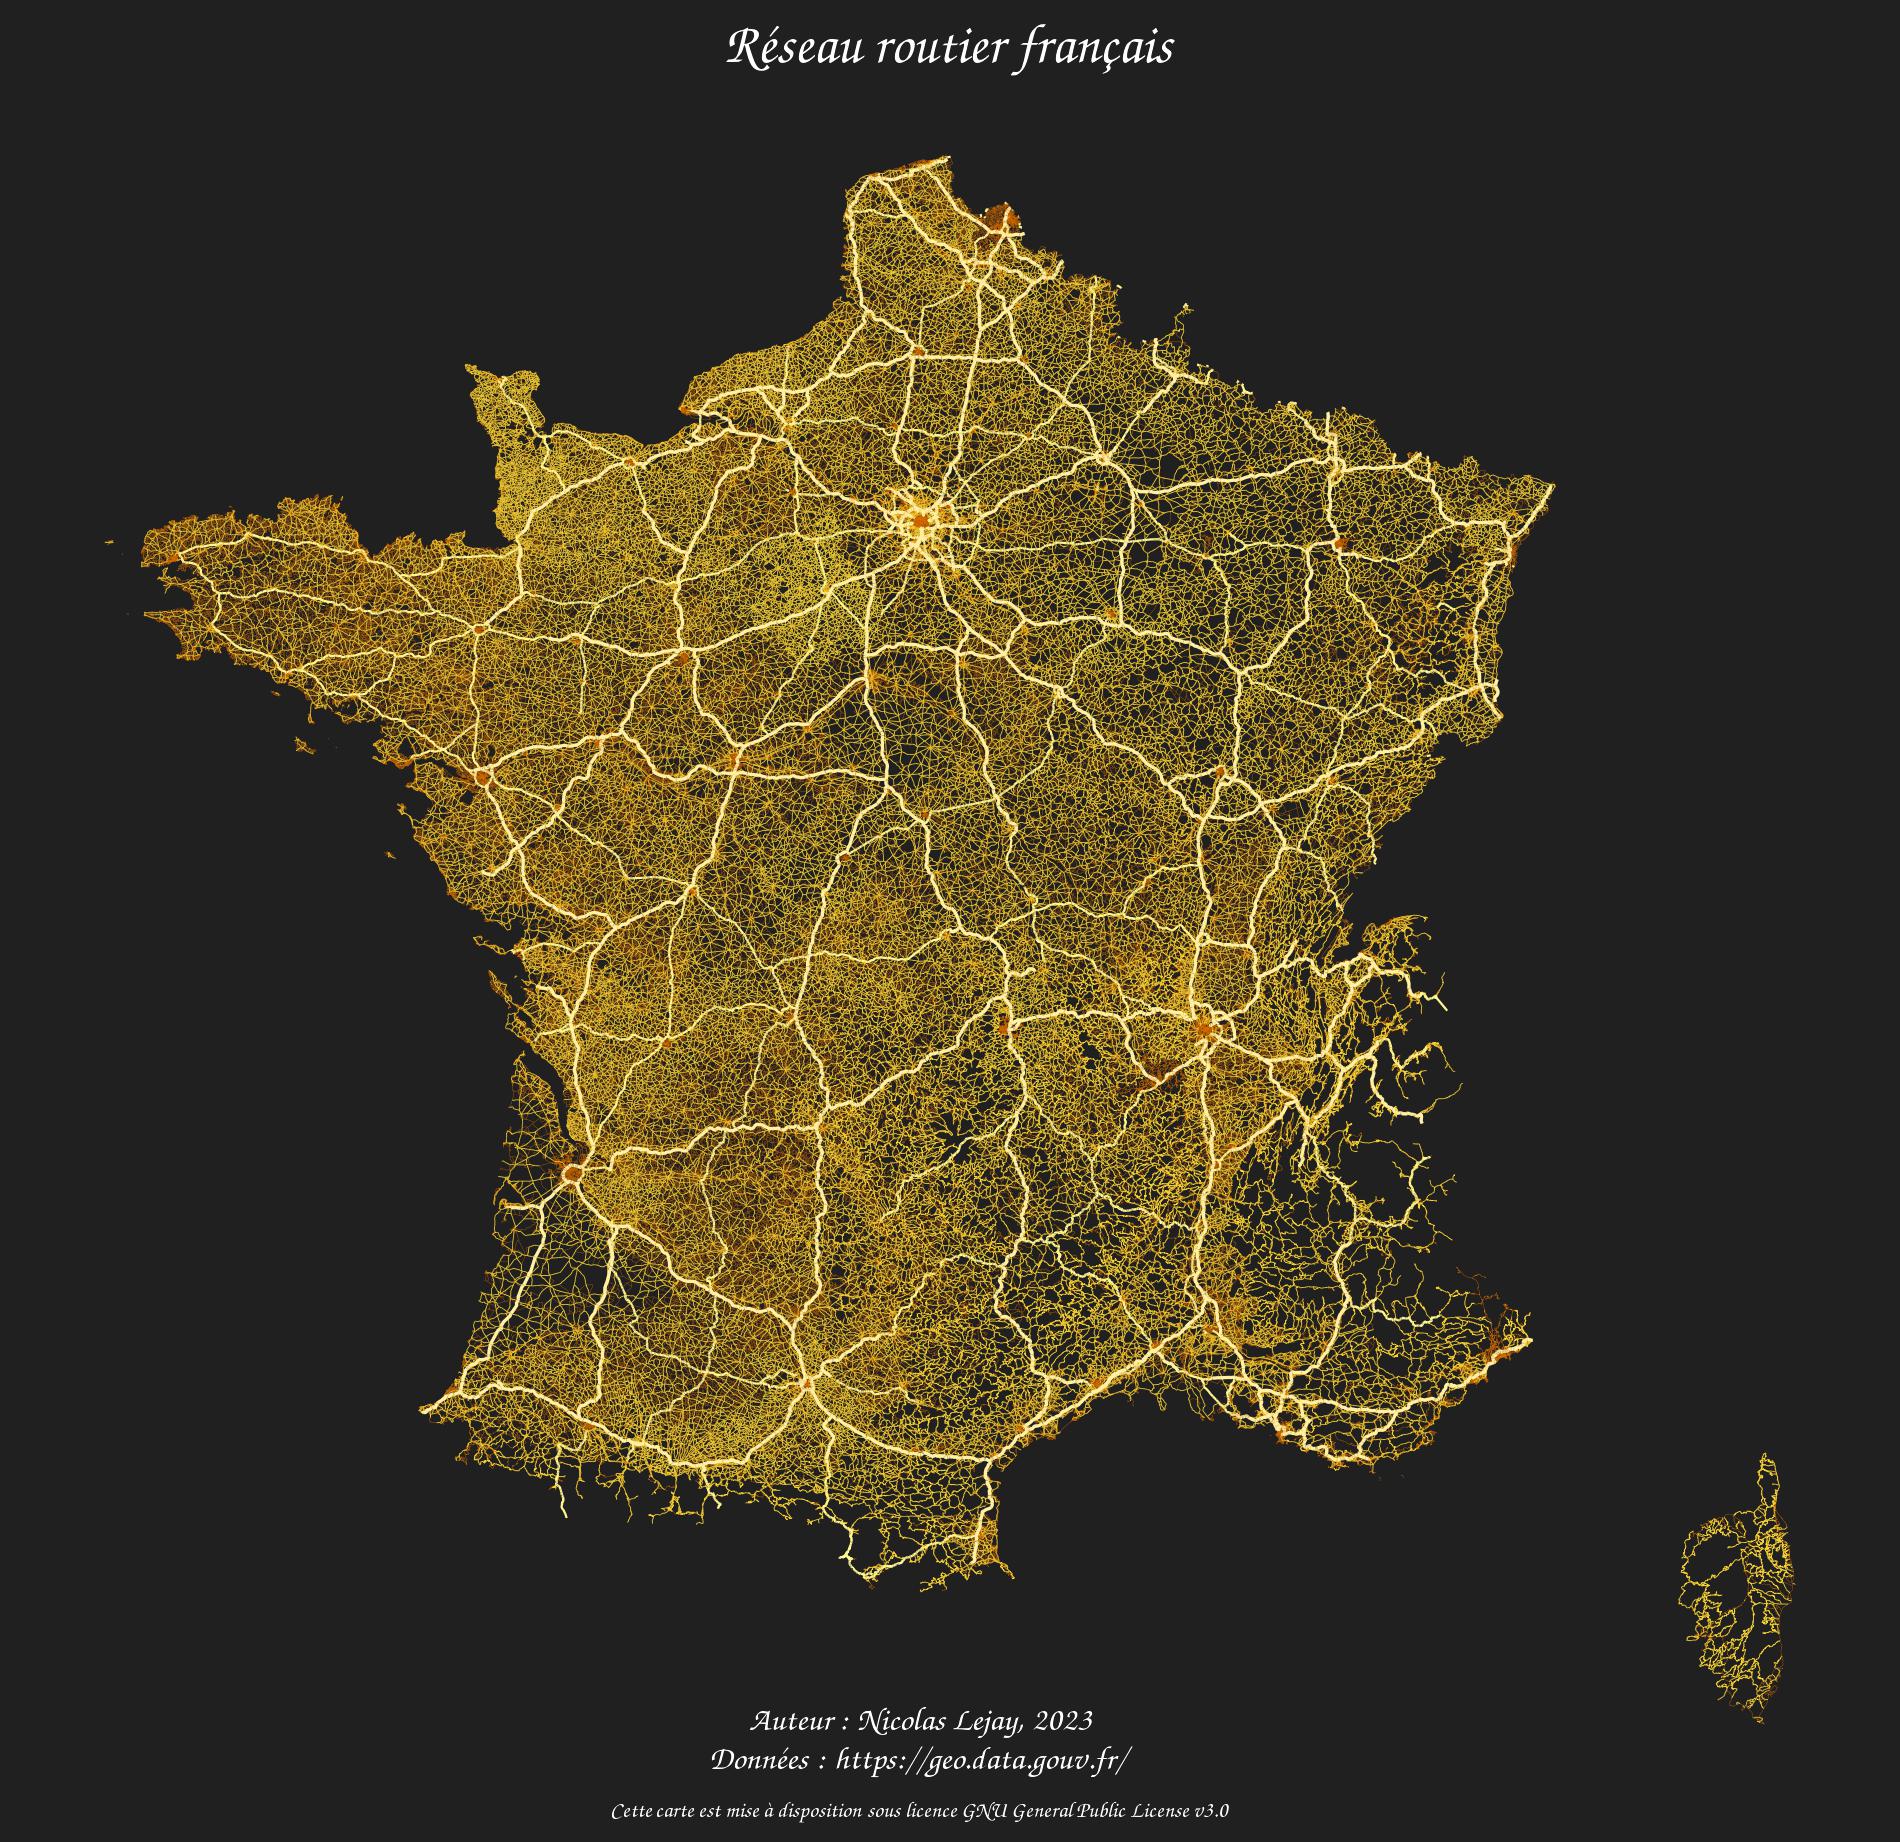 Réseau routier français
Auteur : Nicolas Lejay, 2023
Données : https://geo.data.gouv.fr/
Cette carte est mise à disposition sous licence GNU General Public License v3.0